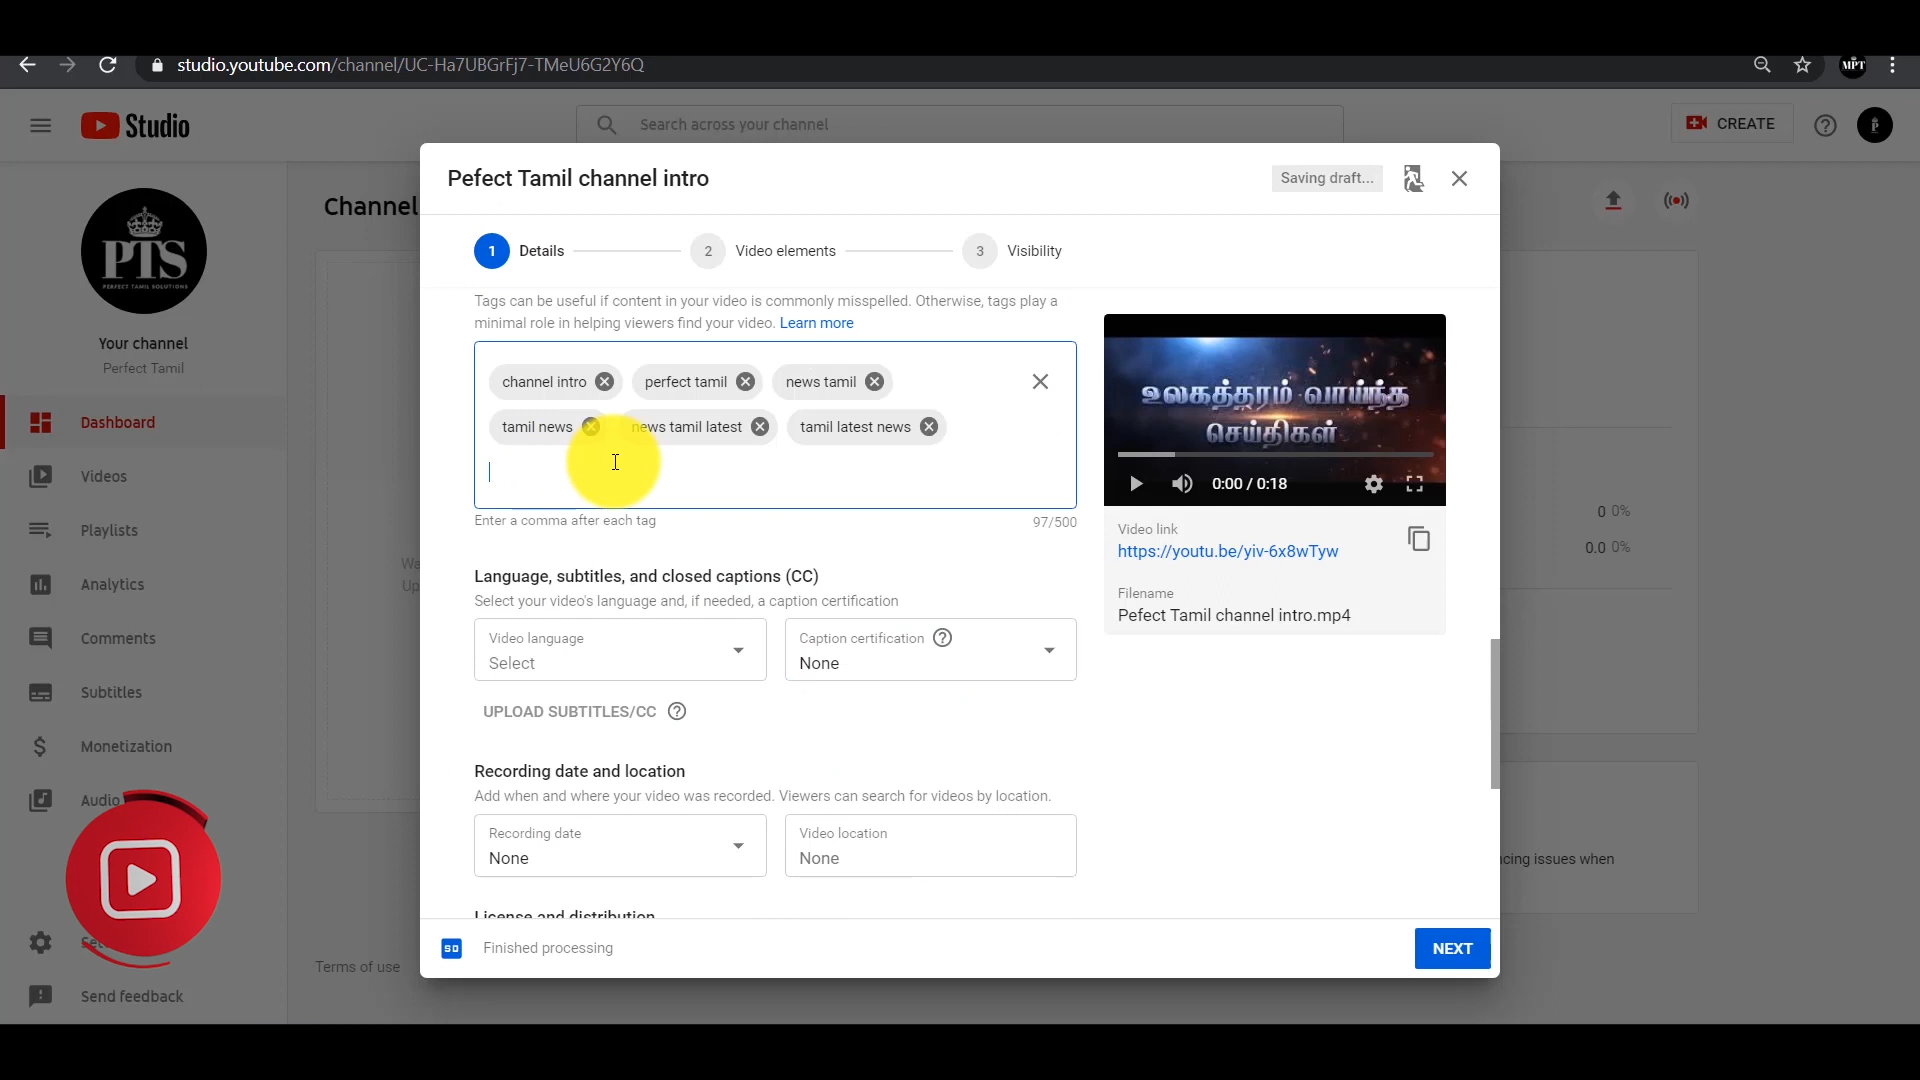 studio.youtube.com/channel/UC-Ha7UBGrFj7-TMeU6G2Y6Q
MPT
Studio
Search across your channel
CREATE
Pefect Tamil channel intro
Saving draft...
PTS
PERFECT TAMIL SOLUTIONS
Your channel
Perfect Tamil
Channel
1 Details
2 Video elements
3 Visibility
Tags can be useful if content in your video is commonly misspelled. Otherwise, tags play a
minimal role in helping viewers find your video. Learn more
channel intro
perfect tamil
news tamil
tamil news
news tamil latest
tamil latest news
Enter a comma after each tag
97/500
உலகத்தரம் வாய்ந்த
செய்திகள்
0:00 / 0:18
Video link
https://youtu.be/yiv-6x8wTyw
Filename
Pefect Tamil channel intro.mp4
Language, subtitles, and closed captions (CC)
Select your video's language and, if needed, a caption certification
Video language
Select
Caption certification
None
UPLOAD SUBTITLES/CC
Recording date and location
Add when and where your video was recorded. Viewers can search for videos by location.
Recording date
None
Video location
None
License and distribution
SD
Finished processing
NEXT
Dashboard
Videos
Playlists
Analytics
Comments
Subtitles
Monetization
Audio
Send feedback
Terms of use
0 0%
0.0 0%
issues when